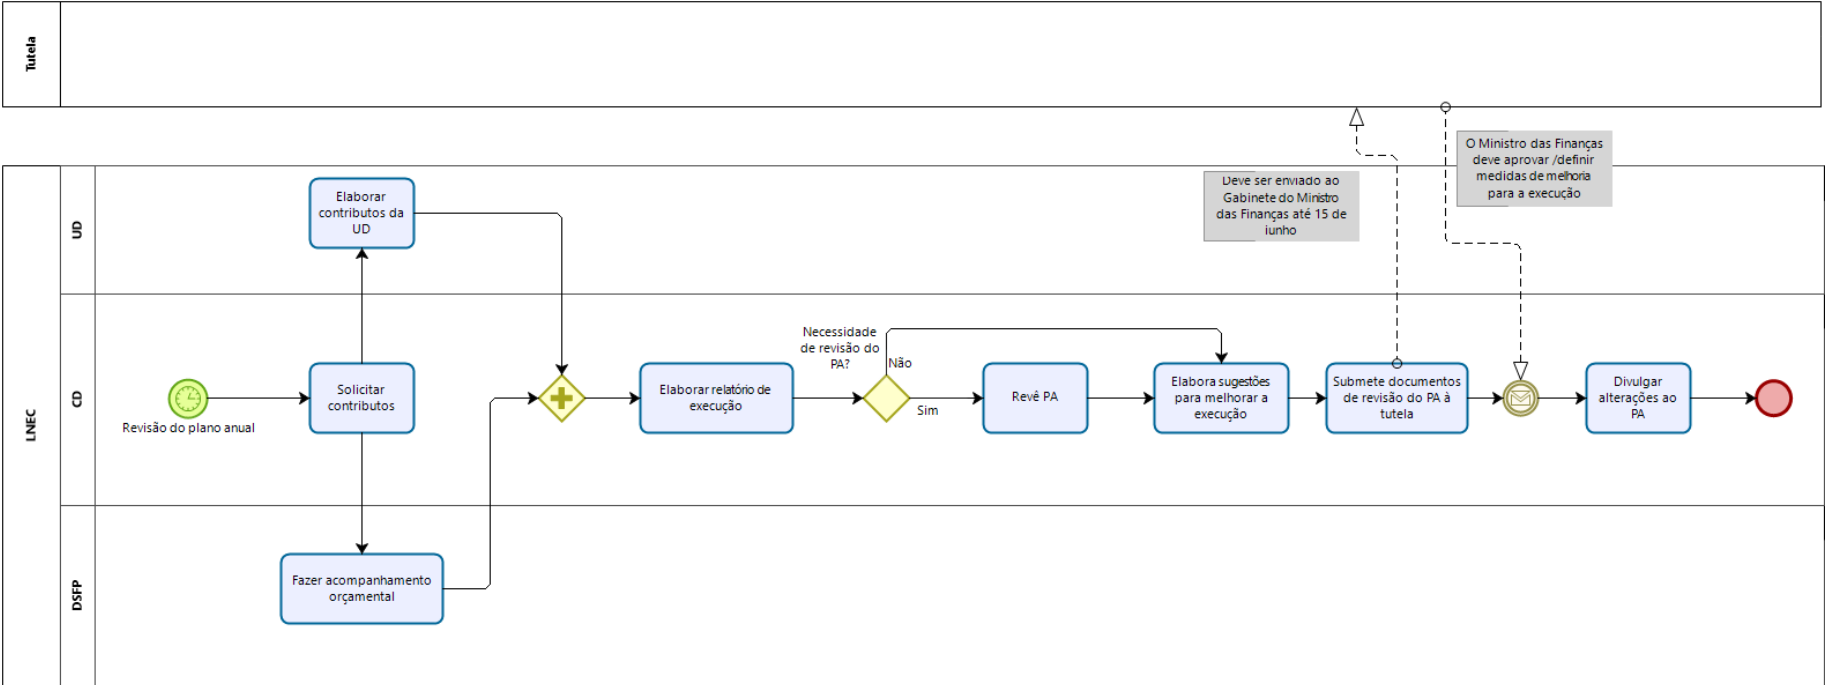 Tutela
LNEC
UD
CD
DSFP
Elaborar
contributos da
UD
O Ministro das Finanças
deve aprovar /definir
medidas de melhoria
para a execução
Deve ser enviado ao
Gabinete do Ministro
das Finanças até 15 de
junho
Revisão do plano anual
Solicitar
contributos
Elaborar relatório de
execução
Necessidade
de revisão do
PA?
Não
Sim
Revê PA
Elabora sugestões
para melhorar a
execução
Submete documentos
de revisão do PA à
tutela
Divulgar
alterações ao
PA
Fazer acompanhamento
orçamental